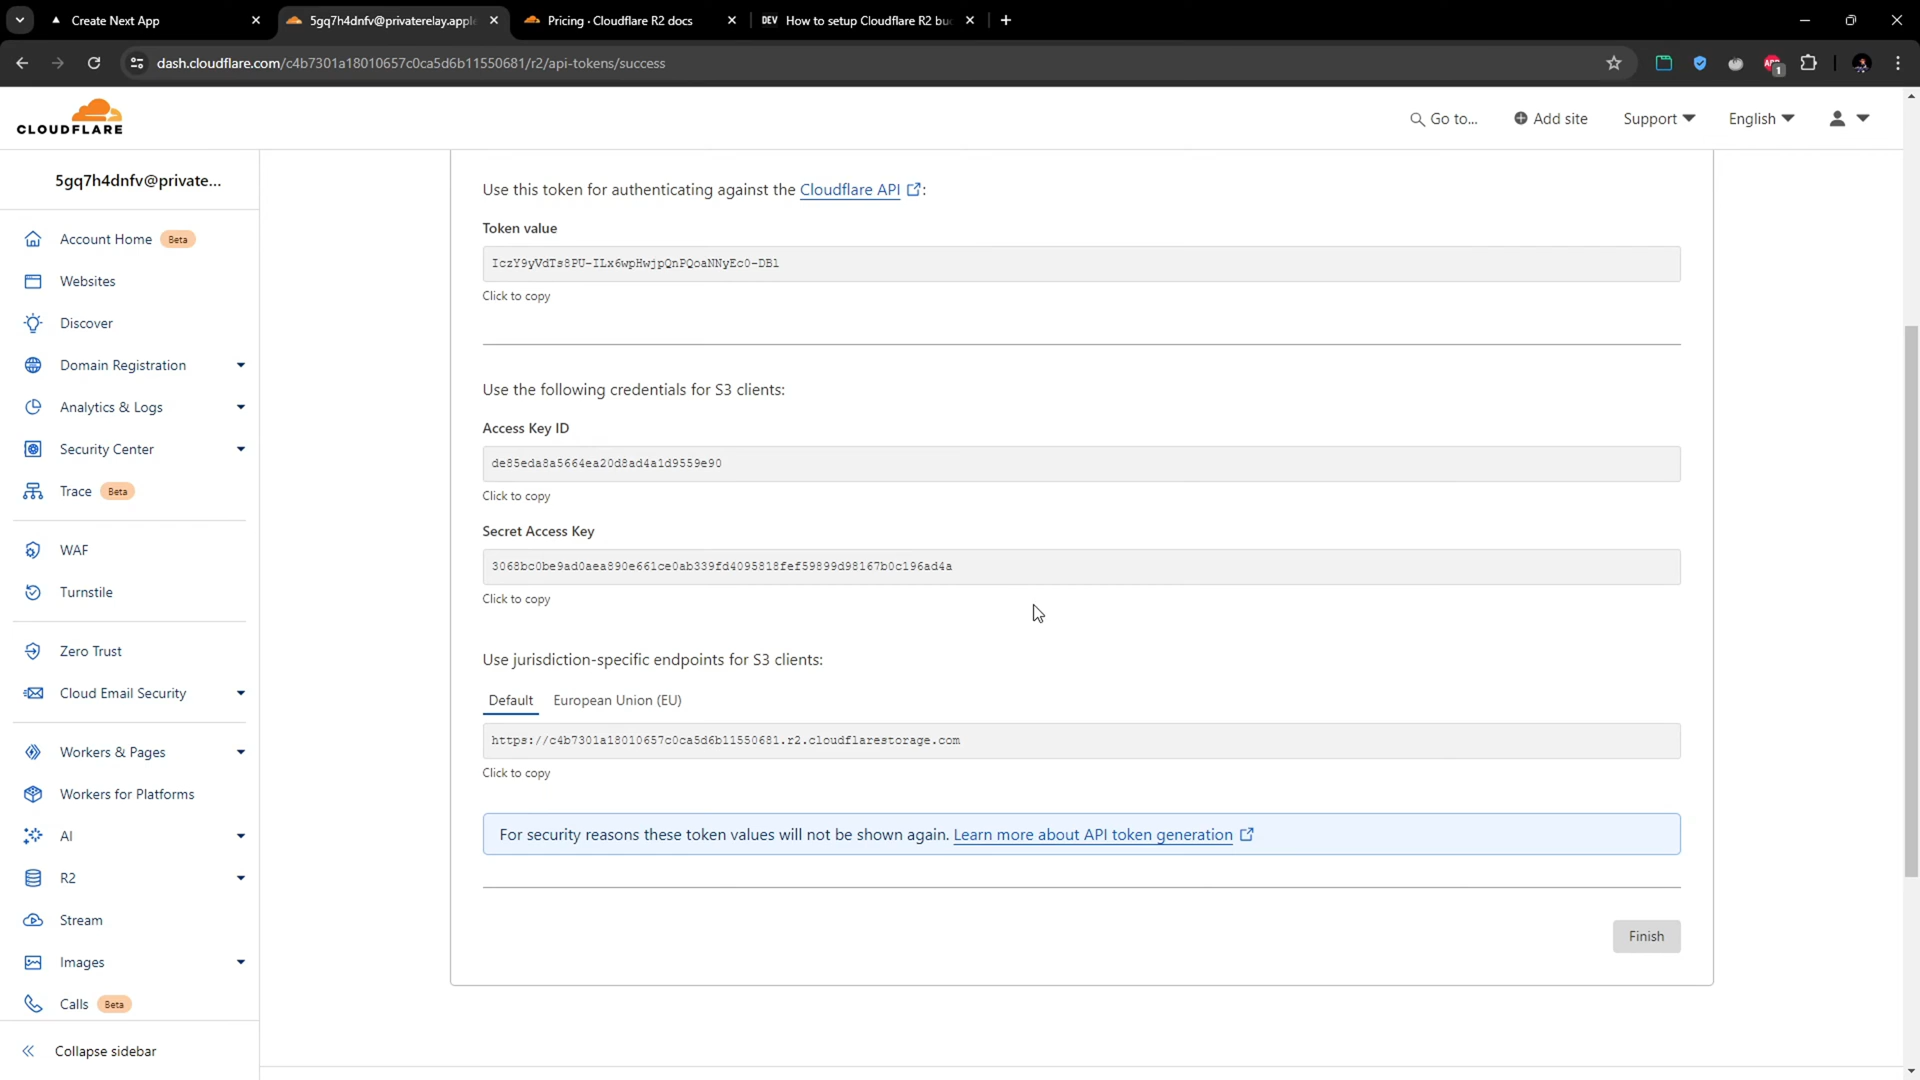 Create Next App
5gq7h4dnfv@privaterelay.apple
Pricing · Cloudflare R2 docs
DEV How to setup Cloudflare R2 bu
dash.cloudflare.com/c4b7301a18010657c0ca5d6b11550681/r2/api-tokens/success
1
CLOUDFLARE
Go to...
Add site
Support
English
5gq7h4dnfv@private...
Account Home Beta
Websites
Discover
Domain Registration
Analytics & Logs
Security Center
Trace Beta
WAF
Turnstile
Zero Trust
Cloud Email Security
Workers & Pages
Workers for Platforms
AI
R2
Stream
Images
Calls Beta
Collapse sidebar
Use this token for authenticating against the Cloudflare API :
Token value
IczY9yVdTs8PU-ILx6wpHwjpQnPQoaNNyEc0-DBl
Click to copy
Use the following credentials for S3 clients:
Access Key ID
de85eda8a5664ea20d8ad4a1d9559e90
Click to copy
Secret Access Key
3068bc0be9ad0aea890e661ce0ab339fd4095818fef59899d98167b0c196ad4a
Click to copy
Use jurisdiction-specific endpoints for S3 clients:
Default
European Union (EU)
https://c4b7301a18010657c0ca5d6b11550681.r2.cloudflarestorage.com
Click to copy
For security reasons these token values will not be shown again. Learn more about API token generation
Finish